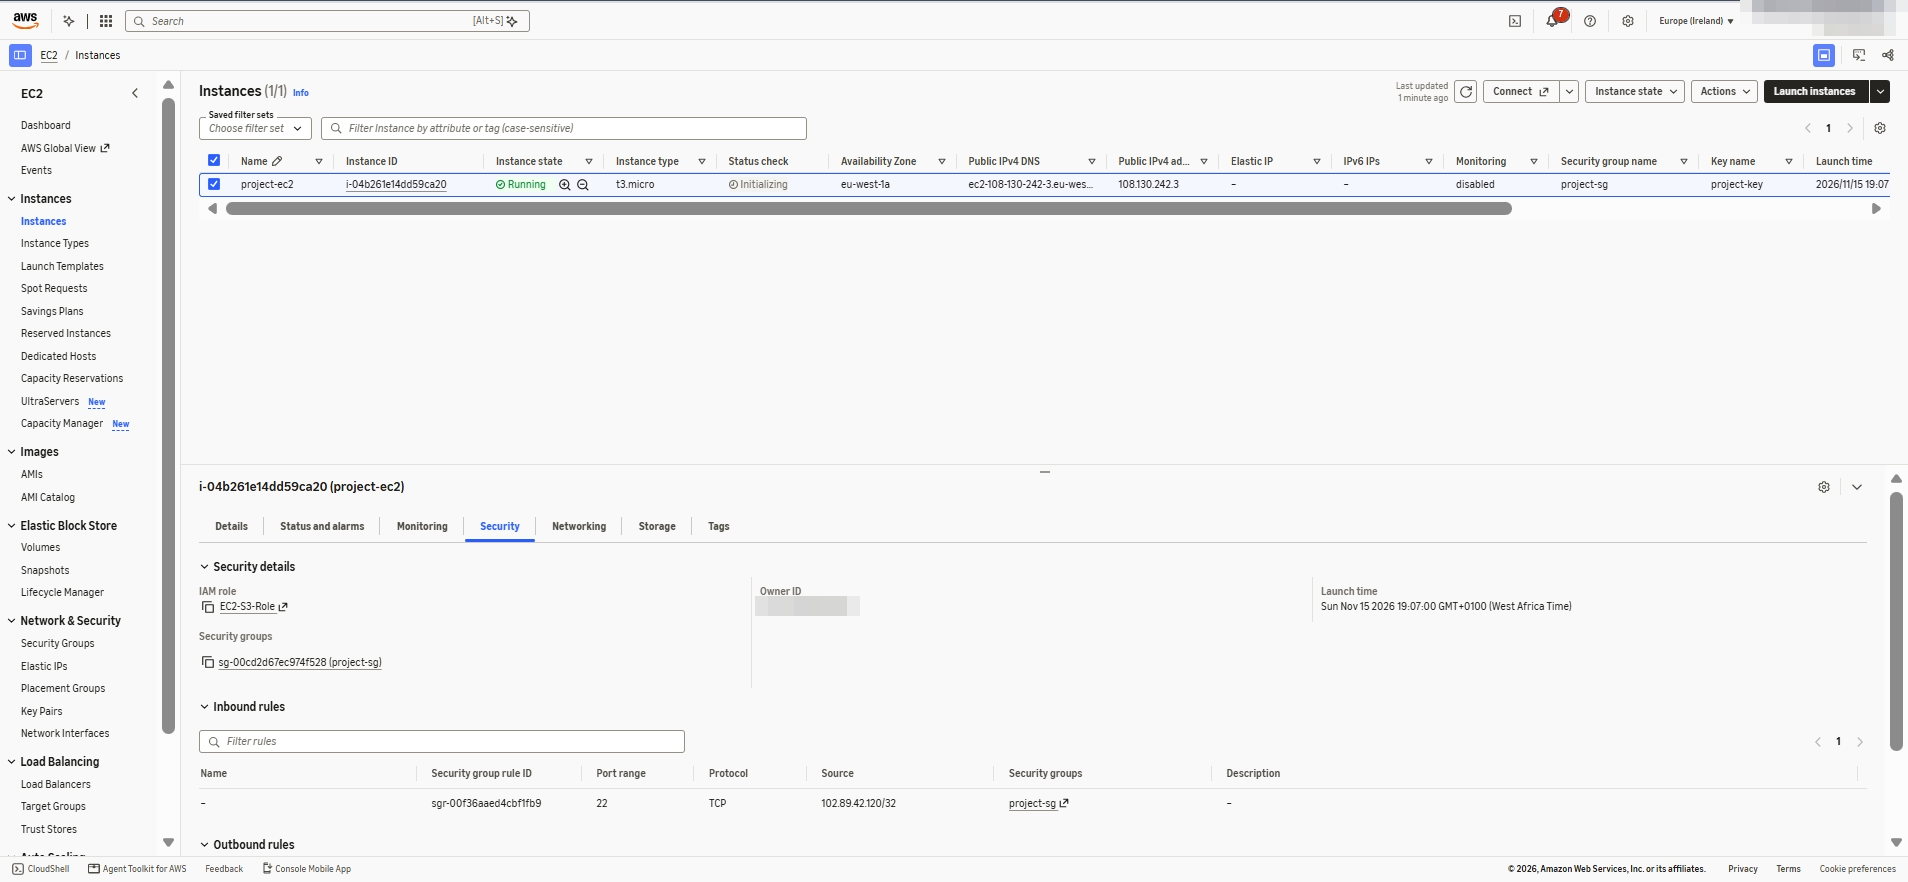 aws
Search [Alt+S]
7
Europe (Ireland)
EC2 / Instances
EC2
Dashboard
AWS Global View
Events
Instances
Instances
Instance Types
Launch Templates
Spot Requests
Savings Plans
Reserved Instances
Dedicated Hosts
Capacity Reservations
UltraServers New
Capacity Manager New
Images
AMIs
AMI Catalog
Elastic Block Store
Volumes
Snapshots
Lifecycle Manager
Network & Security
Security Groups
Elastic IPs
Placement Groups
Key Pairs
Network Interfaces
Load Balancing
Load Balancers
Target Groups
Trust Stores
Auto Scaling
Instances (1/1) Info
Last updated
1 minute ago
Connect
Instance state
Actions
Launch instances
Saved filter sets
Choose filter set
Filter Instance by attribute or tag (case-sensitive)
1
Name Instance ID Instance state Instance type Status check Availability Zone Public IPv4 DNS Public IPv4 ad... Elastic IP IPv6 IPs Monitoring Security group name Key name Launch time
project-ec2 i-04b261e14dd59ca20 Running t3.micro Initializing eu-west-1a ec2-108-130-242-3.eu-wes... 108.130.242.3 – – disabled project-sg project-key 2026/11/15 19:07
i-04b261e14dd59ca20 (project-ec2)
Details Status and alarms Monitoring Security Networking Storage Tags
Security details
IAM role
EC2-S3-Role
Security groups
sg-00cd2d67ec974f528 (project-sg)
Owner ID
Launch time
Sun Nov 15 2026 19:07:00 GMT+0100 (West Africa Time)
Inbound rules
Filter rules
1
Name Security group rule ID Port range Protocol Source Security groups Description
– sgr-00f36aaed4cbf1fb9 22 TCP 102.89.42.120/32 project-sg –
Outbound rules
CloudShell Agent Toolkit for AWS Feedback Console Mobile App © 2026, Amazon Web Services, Inc. or its affiliates. Privacy Terms Cookie preferences